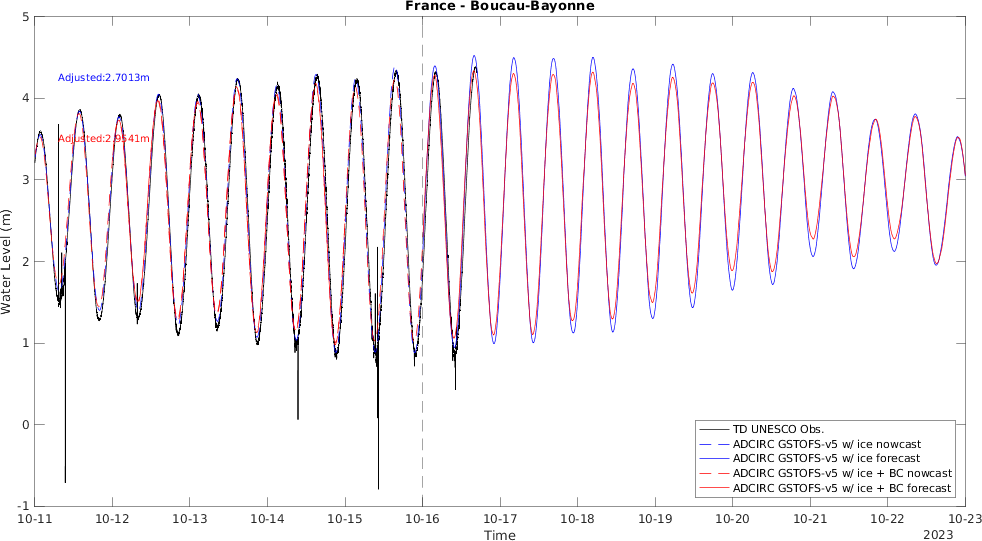 France - Boucau-Bayonne
5
4
3
2
1
0
-1
Water Level (m)
Adjusted:2.7013m
Adjusted:2.9541m
TD UNESCO Obs.
ADCIRC GSTOFS-v5 w/ ice nowcast
ADCIRC GSTOFS-v5 w/ ice forecast
ADCIRC GSTOFS-v5 w/ ice + BC nowcast
ADCIRC GSTOFS-v5 w/ ice + BC forecast
10-11 10-12 10-13 10-14 10-15 10-16 10-17 10-18 10-19 10-20 10-21 10-22 10-23
Time
2023